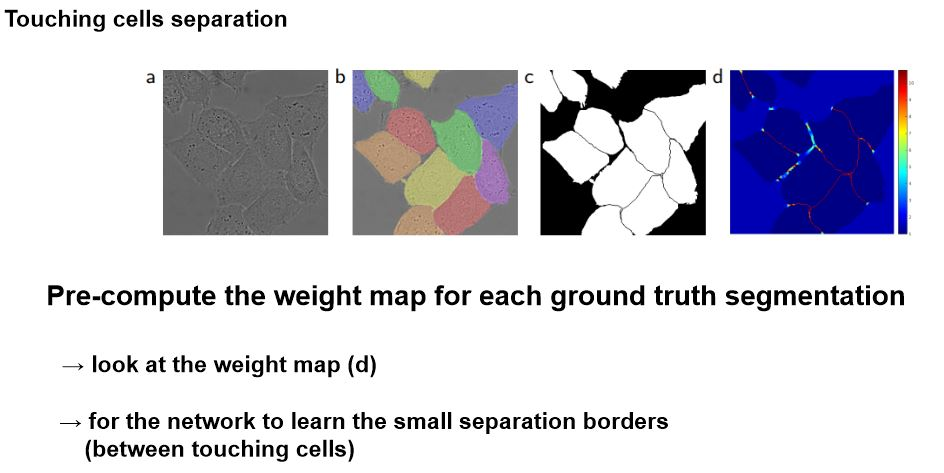 Touching cells separation
a b c d
Pre-compute the weight map for each ground truth segmentation
→ look at the weight map (d)
→ for the network to learn the small separation borders
(between touching cells)